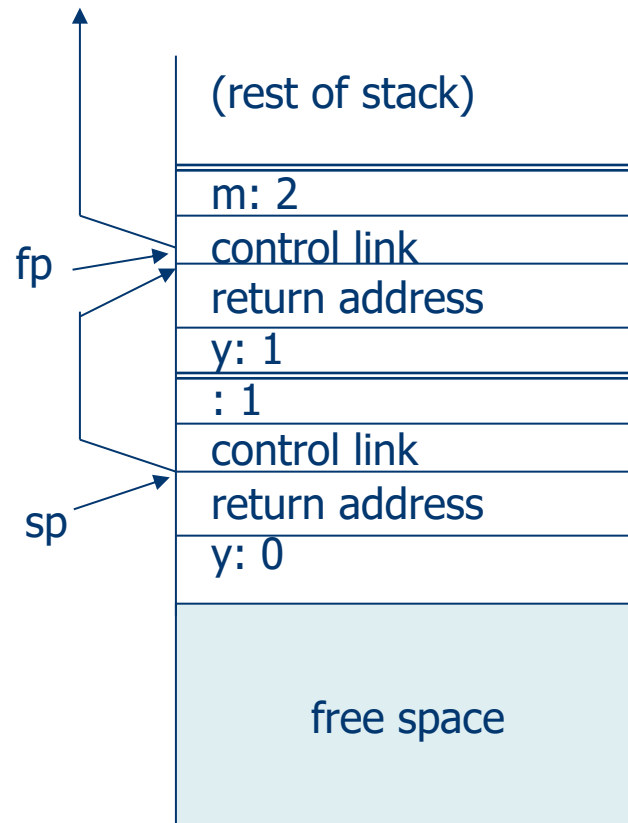 (rest of stack)
m: 2
fp
control link
return address
y: 1
: 1
control link
return address
sp
y: 0
free space